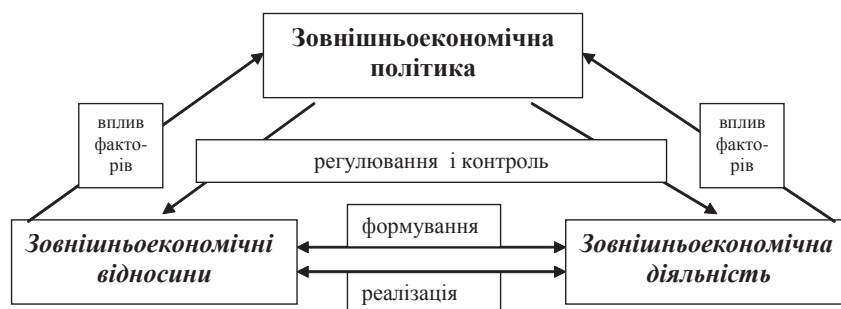 Зовнішньоекономічна
політика
вплив
факто-
рів
вплив
факто-
рів
регулювання і контроль
формування
Зовнішньоекономічні
відносини
Зовнішньоекономічна
діяльність
реалізація